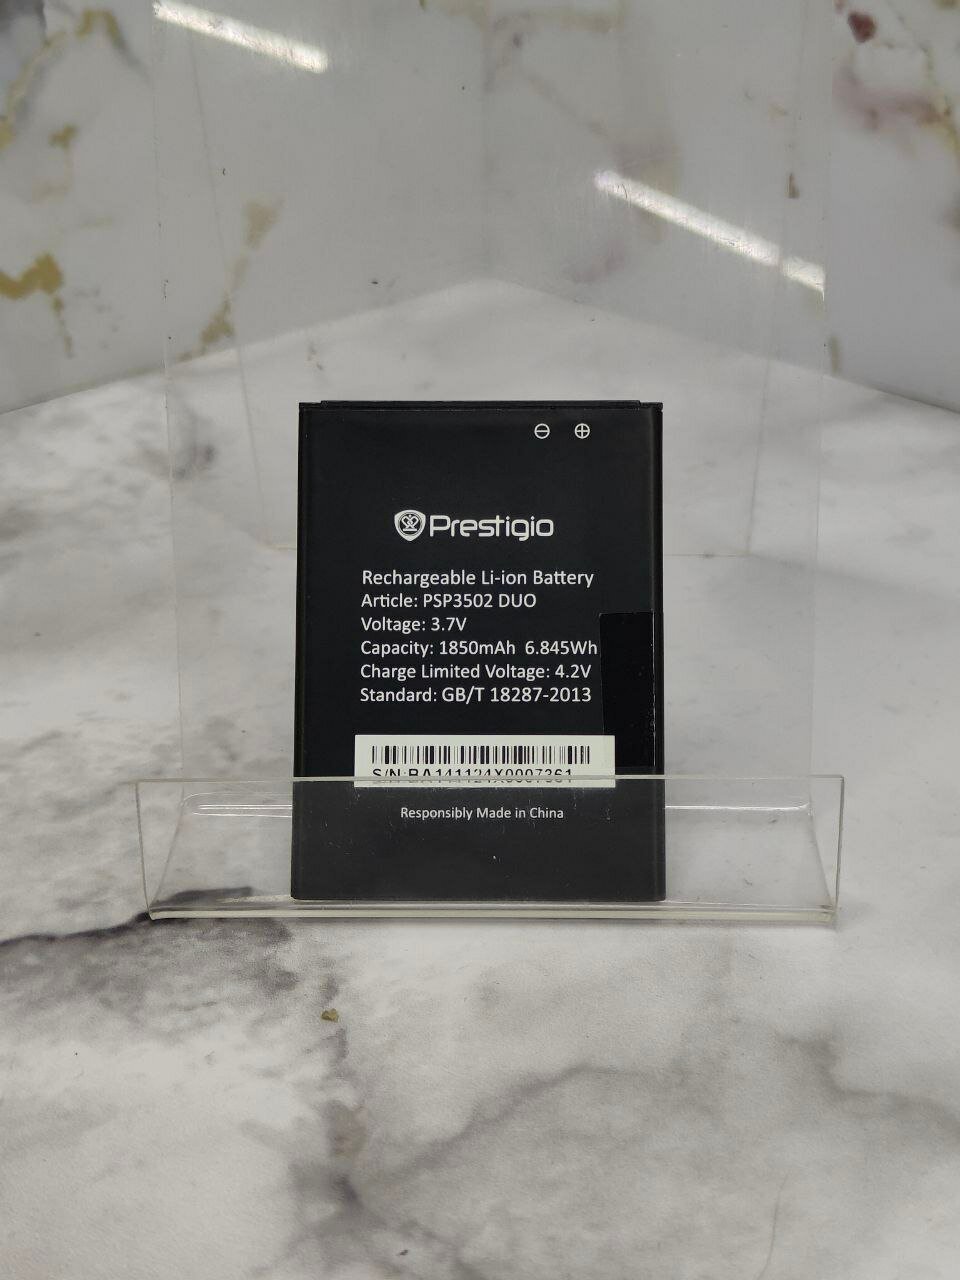 Prestigio
Rechargeable Li-ion Battery
Article: PSP3502 DUO
Voltage: 3.7V
Capacity: 1850mAh 6.845Wh
Charge Limited Voltage: 4.2V
Standard: GB/T 18287-2013
S/N:BA141124X0007361
Responsibly Made in China